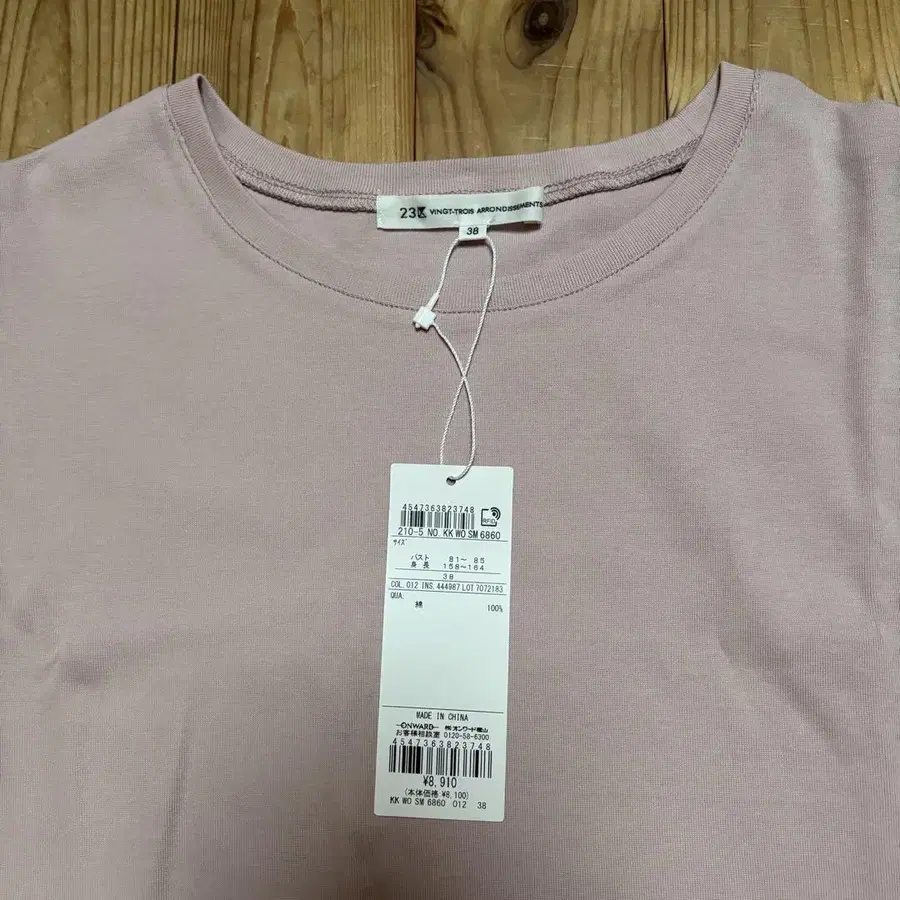 23区 VINGT-TROIS ARRONDISSEMENTS
38
4547363823748
RFID
210-5 NO. KK WO SM 6860
サイズ
バスト 81~ 85
身長 158~164
38
COL. 012 INS. 444987 LOT 7072183
QUA.
綿 100%
MADE IN CHINA
ONWARD ㈱オンワード樫山
お客様相談室 0120-58-6300
4547363823748
¥8,910
(本体価格 ¥8,100)
KK WO SM 6860 012 38